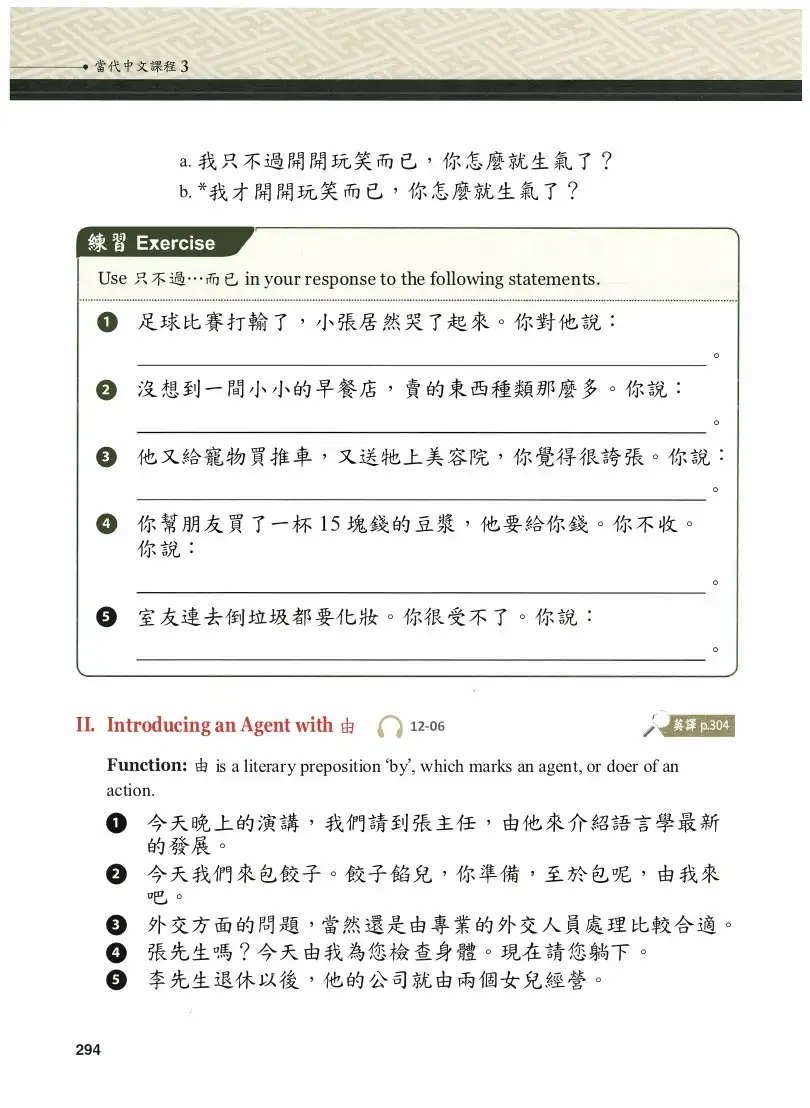 當代中文課程 3
a. 我只不過開開玩笑而已，你怎麼就生氣了？
b. *我才開開玩笑而已，你怎麼就生氣了？
練習 Exercise
Use 只不過…而已 in your response to the following statements.
1 足球比賽打輸了，小張居然哭了起來。你對他說：
。
2 沒想到一間小小的早餐店，賣的東西種類那麼多。你說：
。
3 他又給寵物買推車，又送牠上美容院，你覺得很誇張。你說：
。
4 你幫朋友買了一杯 15 塊錢的豆漿，他要給你錢。你不收。
你說：
。
5 室友連去倒垃圾都要化妝。你很受不了。你說：
。
II. Introducing an Agent with 由 12-06 英譯 p.304
Function: 由 is a literary preposition ‘by’, which marks an agent, or doer of an
action.
1 今天晚上的演講，我們請到張主任，由他來介紹語言學最新
的發展。
2 今天我們來包餃子。餃子餡兒，你準備，至於包呢，由我來
吧。
3 外交方面的問題，當然還是由專業的外交人員處理比較合適。
4 張先生嗎？今天由我為您檢查身體。現在請您躺下。
5 李先生退休以後，他的公司就由兩個女兒經營。
294